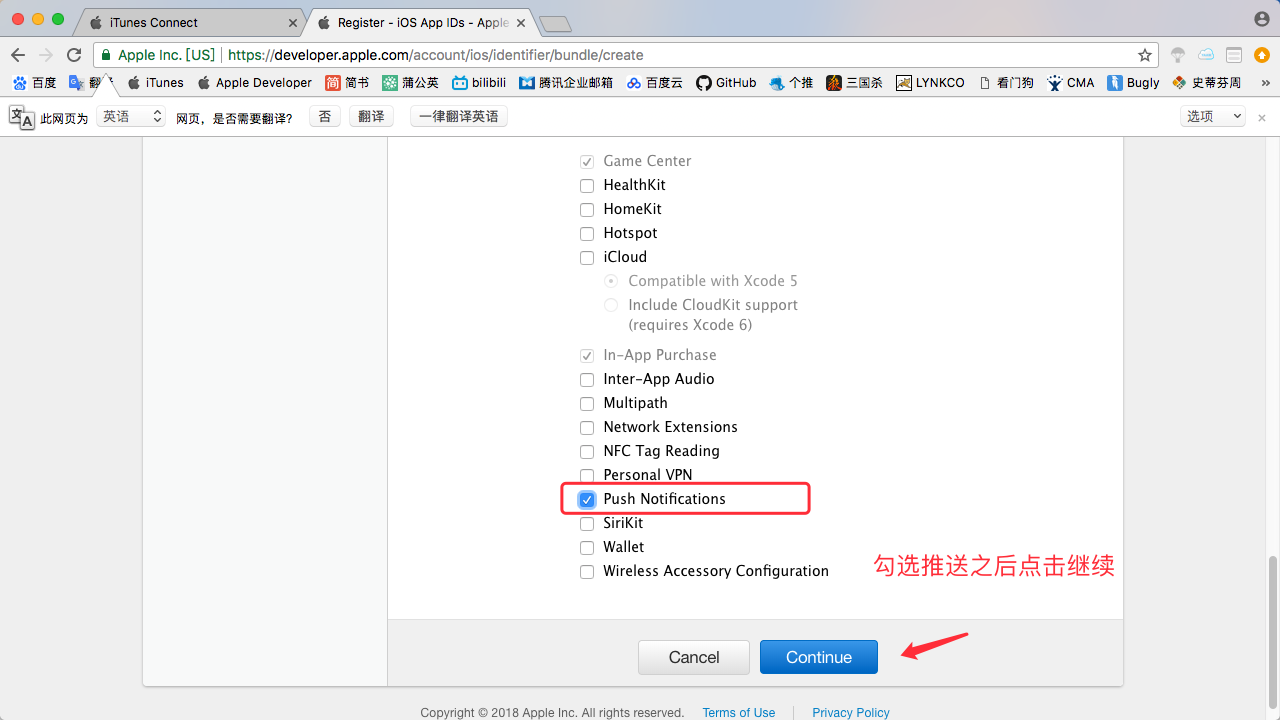 iTunes Connect
Register - iOS App IDs - Apple
Apple Inc. [US] https://developer.apple.com/account/ios/identifier/bundle/create
百度 iTunes Apple Developer 简 简书 蒲公英 bilibili 腾讯企业邮箱 百度云 GitHub 个推 三国杀 LYNKCO 看门狗 CMA Bugly 史蒂芬周 »
文 A 此网页为 英语 网页，是否需要翻译？ 否 翻译 一律翻译英语 选项
Game Center
HealthKit
HomeKit
Hotspot
iCloud
Compatible with Xcode 5
Include CloudKit support
(requires Xcode 6)
In-App Purchase
Inter-App Audio
Multipath
Network Extensions
NFC Tag Reading
Personal VPN
Push Notifications
SiriKit
Wallet
Wireless Accessory Configuration
勾选推送之后点击继续
Cancel Continue
Copyright © 2018 Apple Inc. All rights reserved. Terms of Use Privacy Policy